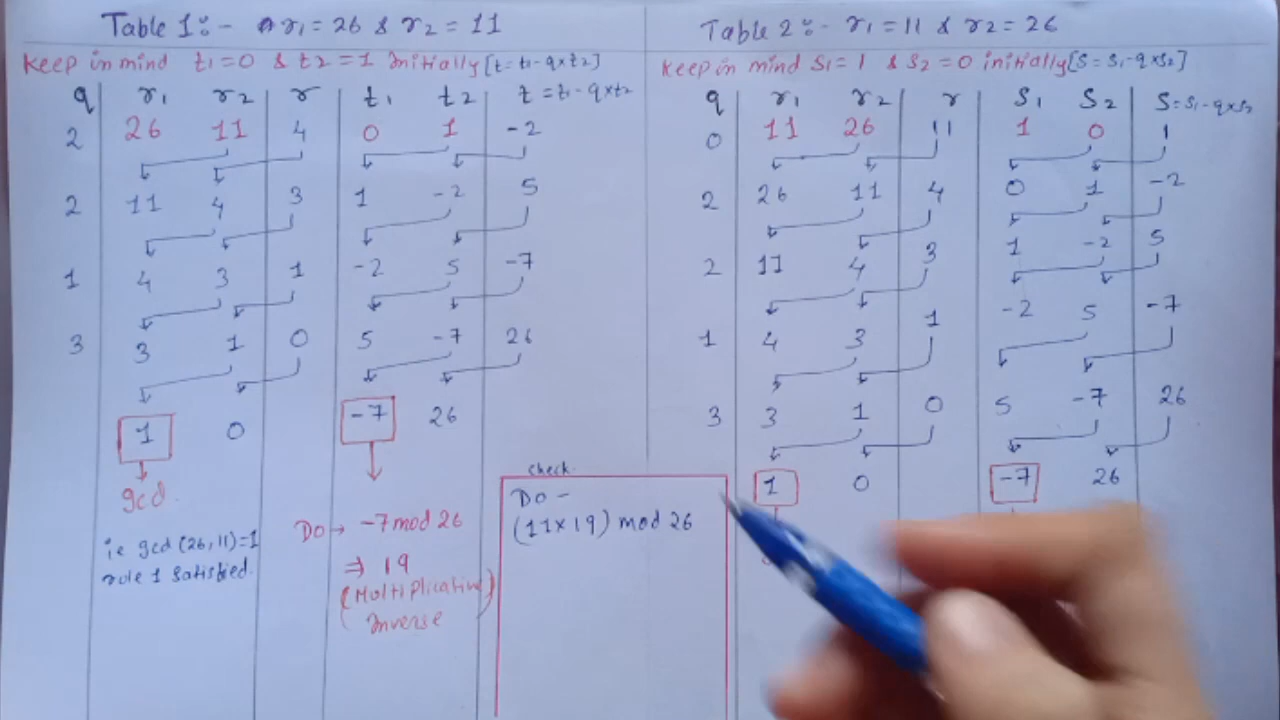 Table 1:- r1=26 & r2=11
Keep in mind t1=0 & t2=1 Initially [t=t1-q×t2]
q r1 r2 r t1 t2 t=t1-q×t2
2 26 11 4 0 1 -2
2 11 4 3 1 -2 5
1 4 3 1 -2 5 -7
3 3 1 0 5 -7 26
1 0 -7 26
gcd
ie gcd (26,11)=1
rule 1 satisfied.
Do → -7 mod 26
⇒ 19
(Multiplicative
Inverse)
check
Do -
(11×19) mod 26
Table 2:- r1=11 & r2=26
Keep in mind S1=1 & S2=0 initially [S=S1-q×S2]
q r1 r2 r S1 S2 S=S1-q×S2
0 11 26 11 1 0 1
2 26 11 4 0 1 -2
2 11 4 3 1 -2 5
1 4 3 1 -2 5 -7
3 3 1 0 5 -7 26
1 0 -7 26